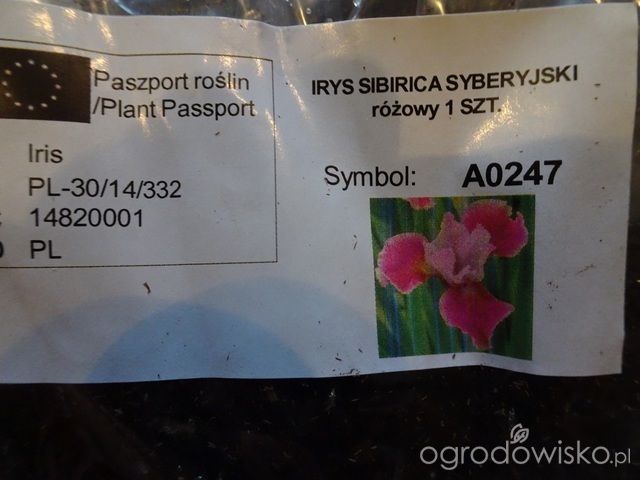 Paszport roślin
/Plant Passport
Iris
PL-30/14/332
14820001
PL
IRYS SIBIRICA SYBERYJSKI
różowy 1 SZT.
Symbol: A0247
ogrodowisko.pl